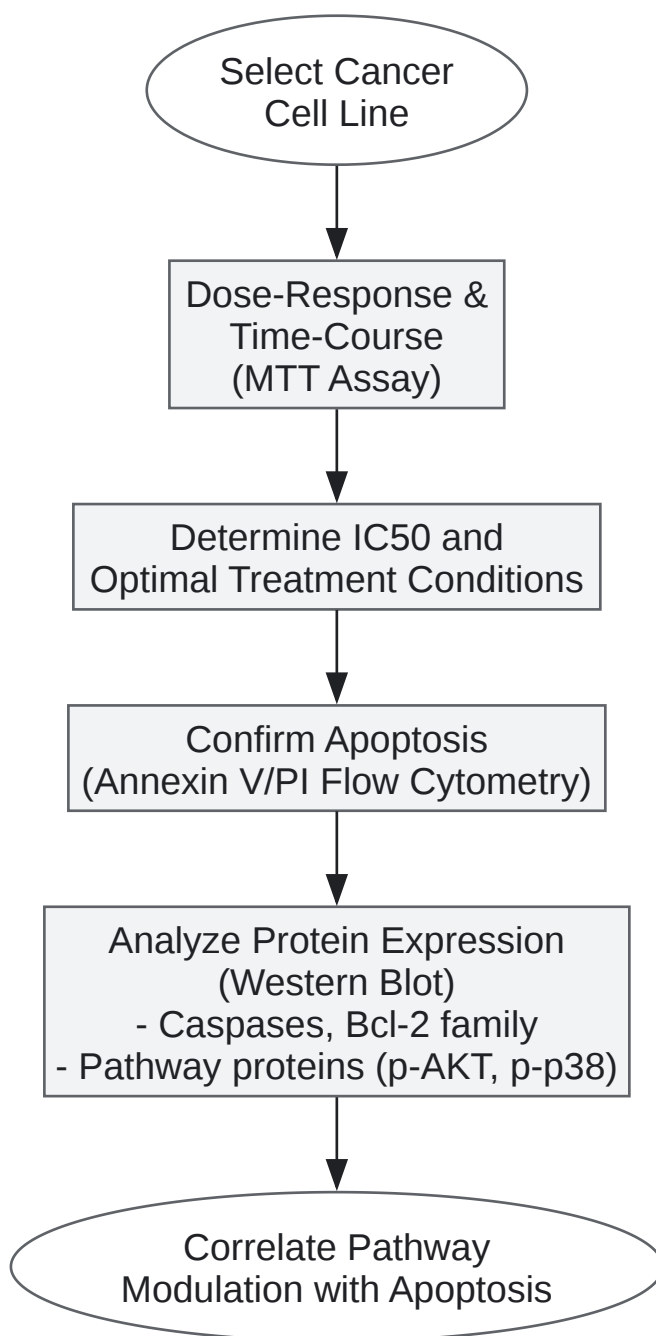 Select Cancer
Cell Line
Dose-Response &
Time-Course
(MTT Assay)
Determine IC50 and
Optimal Treatment Conditions
Confirm Apoptosis
(Annexin V/PI Flow Cytometry)
Analyze Protein Expression
(Western Blot)
- Caspases, Bcl-2 family
- Pathway proteins (p-AKT, p-p38)
Correlate Pathway
Modulation with Apoptosis